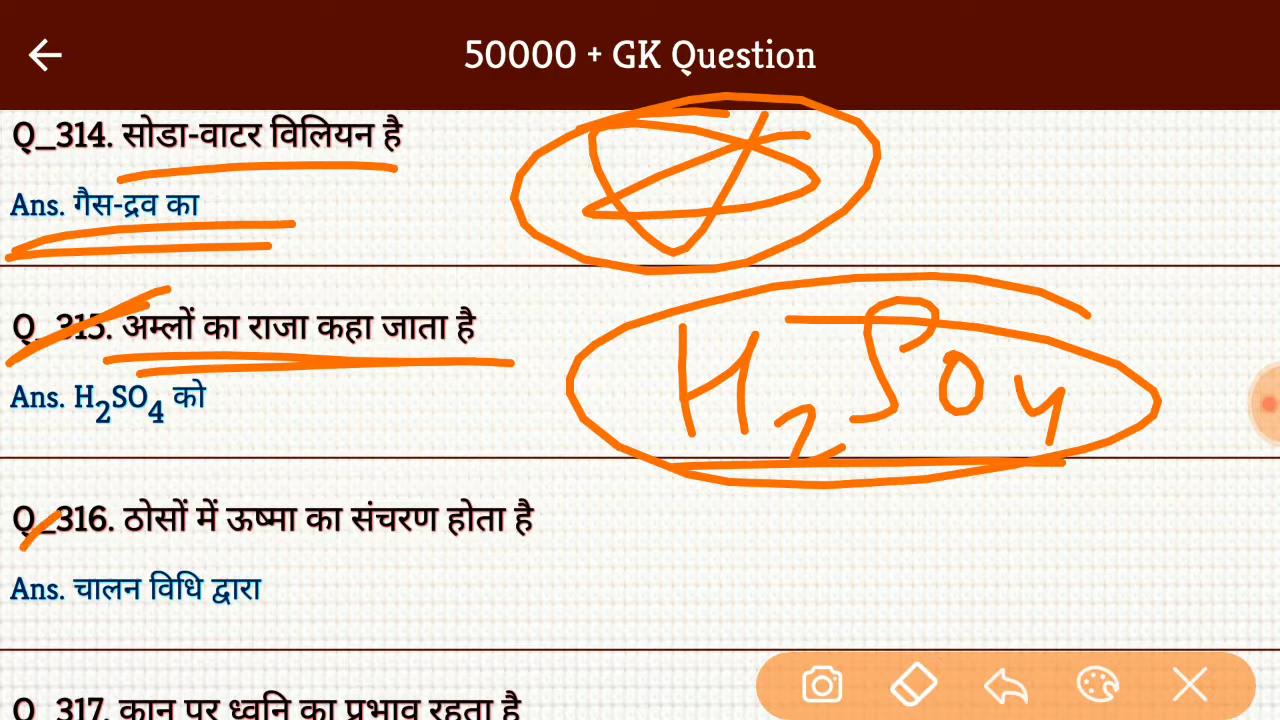 50000 + GK Question
Q_314. सोडा-वाटर विलियन है
Ans. गैस-द्रव का
Q_315. अम्लों का राजा कहा जाता है
Ans. H₂SO₄ को
H₂SO₄
Q_316. ठोसों में ऊष्मा का संचरण होता है
Ans. चालन विधि द्वारा
Q_317. कान पर ध्वनि का प्रभाव रहता है